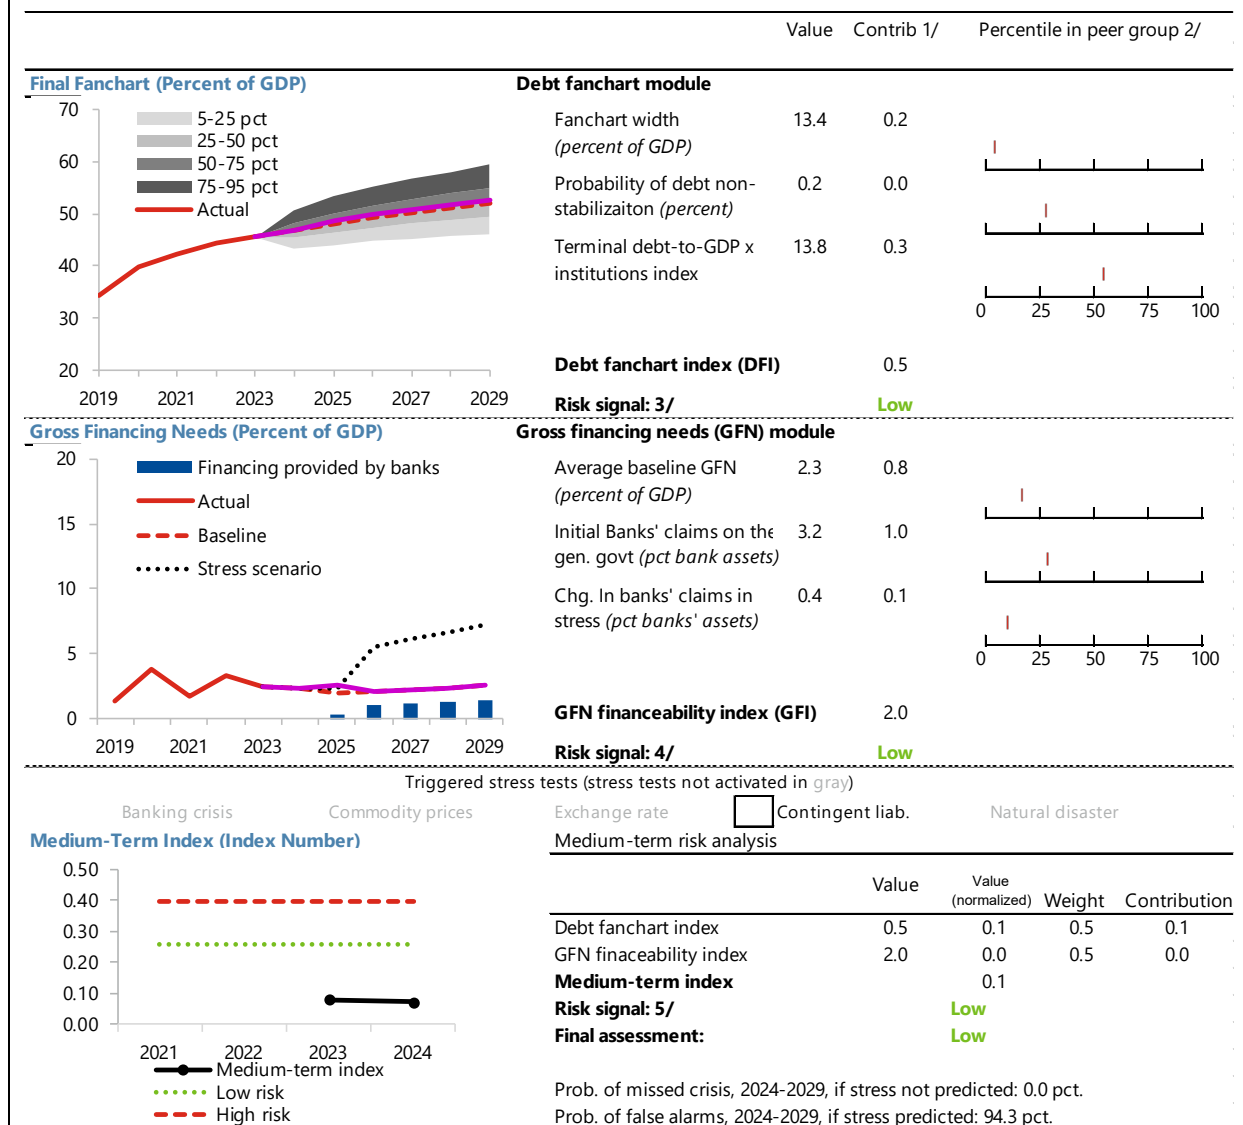 Value Contrib 1/ Percentile in peer group 2/
Final Fanchart (Percent of GDP)
70
60
50
40
30
20
5-25 pct
25-50 pct
50-75 pct
75-95 pct
Actual
2019 2021 2023 2025 2027 2029
Debt fanchart module
Fanchart width 13.4 0.2
(percent of GDP)
Probability of debt non- 0.2 0.0
stabilizaiton (percent)
Terminal debt-to-GDP x 13.8 0.3
institutions index
0 25 50 75 100
Debt fanchart index (DFI) 0.5
Risk signal: 3/ Low
Gross Financing Needs (Percent of GDP)
20
15
10
5
0
Financing provided by banks
Actual
Baseline
Stress scenario
2019 2021 2023 2025 2027 2029
Gross financing needs (GFN) module
Average baseline GFN 2.3 0.8
(percent of GDP)
Initial Banks' claims on the 3.2 1.0
gen. govt (pct bank assets)
Chg. In banks' claims in 0.4 0.1
stress (pct banks' assets)
0 25 50 75 100
GFN financeability index (GFI) 2.0
Risk signal: 4/ Low
Triggered stress tests (stress tests not activated in gray)
Banking crisis Commodity prices Exchange rate Contingent liab. Natural disaster
Medium-Term Index (Index Number)
0.50
0.40
0.30
0.20
0.10
0.00
2021 2022 2023 2024
Medium-term index
Low risk
High risk
Medium-term risk analysis
Value Value (normalized) Weight Contribution
Debt fanchart index 0.5 0.1 0.5 0.1
GFN finaceability index 2.0 0.0 0.5 0.0
Medium-term index 0.1
Risk signal: 5/ Low
Final assessment: Low
Prob. of missed crisis, 2024-2029, if stress not predicted: 0.0 pct.
Prob. of false alarms, 2024-2029, if stress predicted: 94.3 pct.